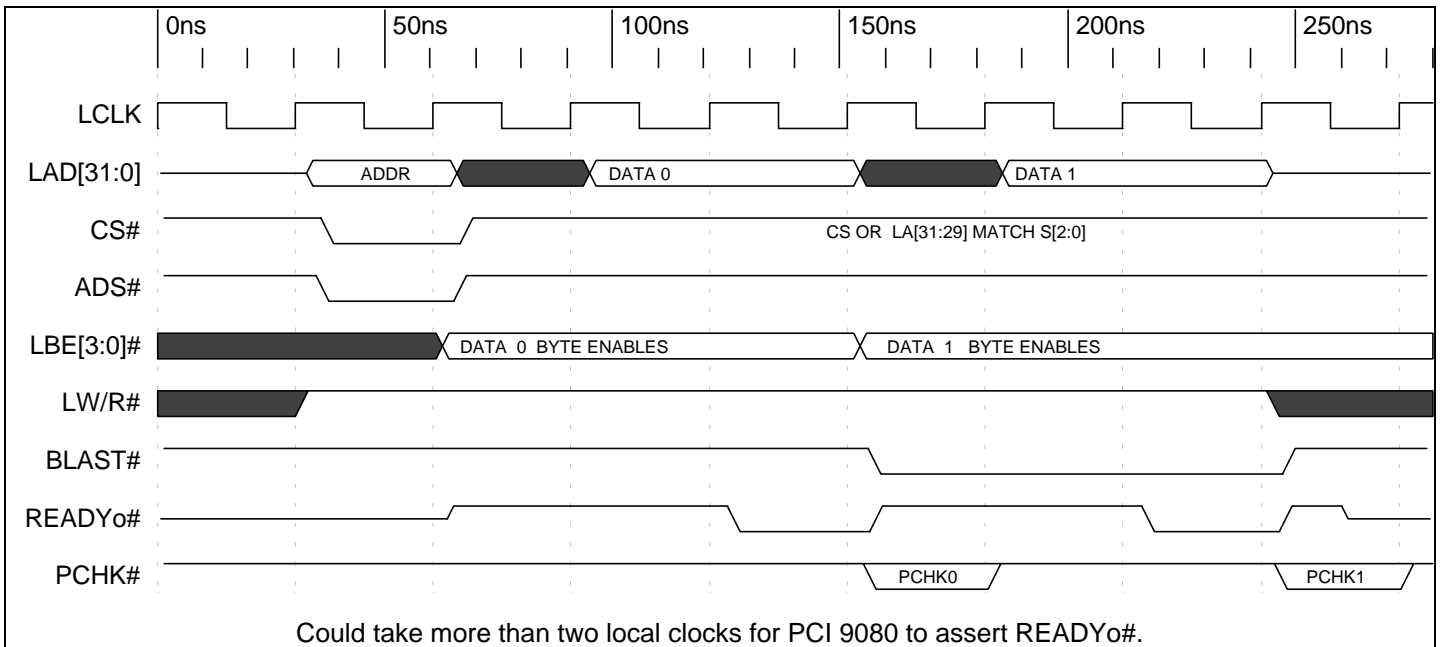 0ns 50ns 100ns 150ns 200ns 250ns
LCLK
LAD[31:0] ADDR DATA 0 DATA 1
CS# CS OR LA[31:29] MATCH S[2:0]
ADS#
LBE[3:0]# DATA 0 BYTE ENABLES DATA 1 BYTE ENABLES
LW/R#
BLAST#
READYo#
PCHK# PCHK0 PCHK1
Could take more than two local clocks for PCI 9080 to assert READYo#.